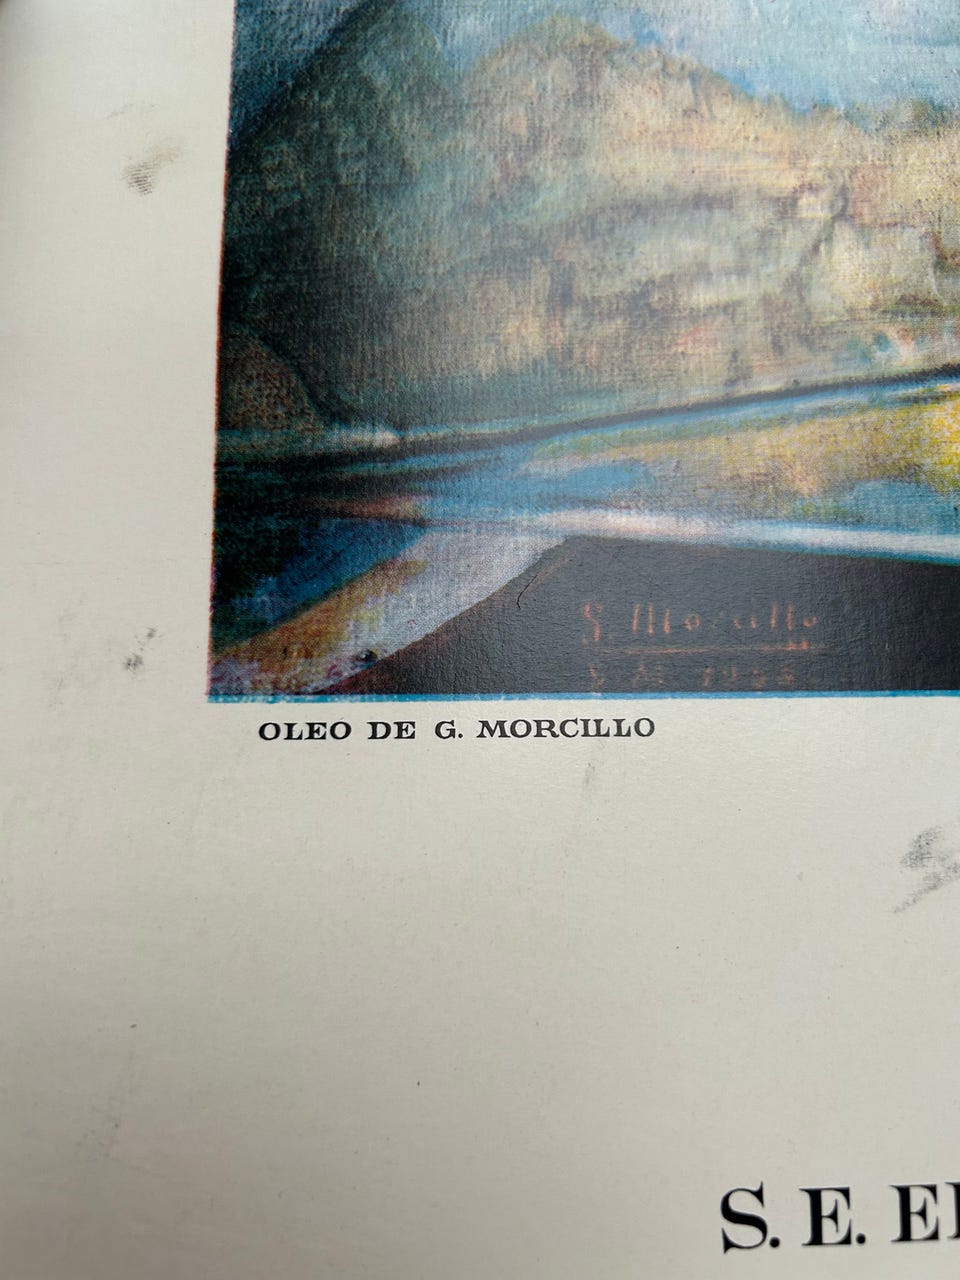 G. Morcillo
OLEO DE G. MORCILLO
S. E. E